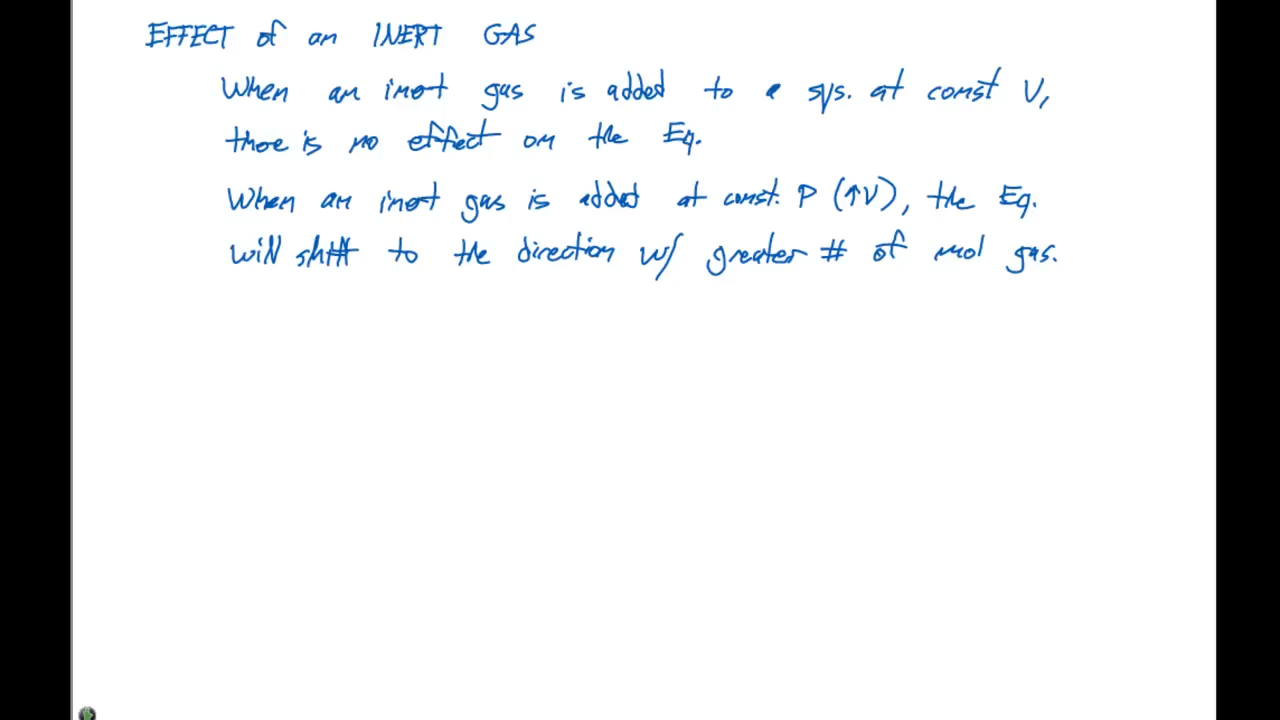 EFFECT of an INERT GAS
When an inert gas is added to a sys. at const V,
there is no effect on the Eq.
When an inert gas is added at const. P (↑V), the Eq.
will shift to the direction w/ greater # of mol gas.